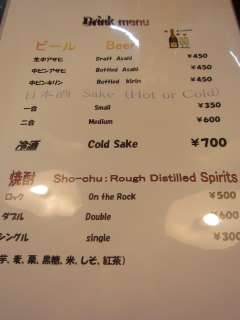 Drink menu
ビール Beer
生中アサヒ Draft Asahi ¥450
中ビンアサヒ Bottled Asahi ¥450
中ビンキリン Bottled Kirin ¥450
日本的 Sake (Hot or Cold)
一合 Small ¥350
二合 Medium ¥600
冷酒 Cold Sake ¥700
焼酎 Sho-chu:Rough Distilled Spirits
ロック On the Rock ¥500
ダブル Double ¥600
シングル single ¥300
芋、麦、栗、黒糖、米、しそ、紅茶)